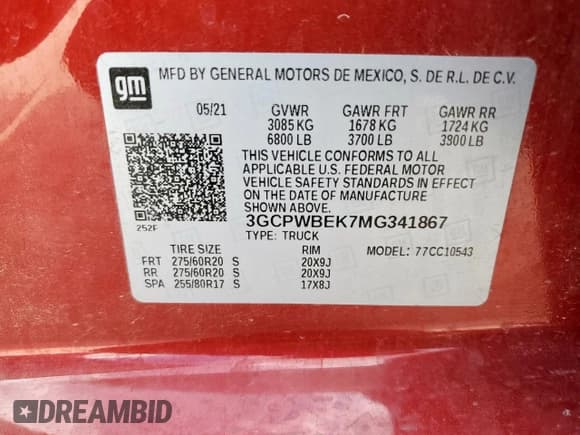 gm MFD BY GENERAL MOTORS DE MEXICO, S. DE R.L. DE C.V.
05/21 GVWR GAWR FRT GAWR RR
3085 KG 1678 KG 1724 KG
6800 LB 3700 LB 3900 LB
THIS VEHICLE CONFORMS TO ALL
APPLICABLE U.S. FEDERAL MOTOR
VEHICLE SAFETY STANDARDS IN EFFECT
ON THE DATE OF MANUFACTURE
SHOWN ABOVE.
252F 3GCPWBEK7MG341867
TYPE: TRUCK MODEL: 77CC10543
TIRE SIZE RIM
FRT 275/60R20 S 20X9J
RR 275/60R20 S 20X9J
SPA 255/80R17 S 17X8J
DREAMBID